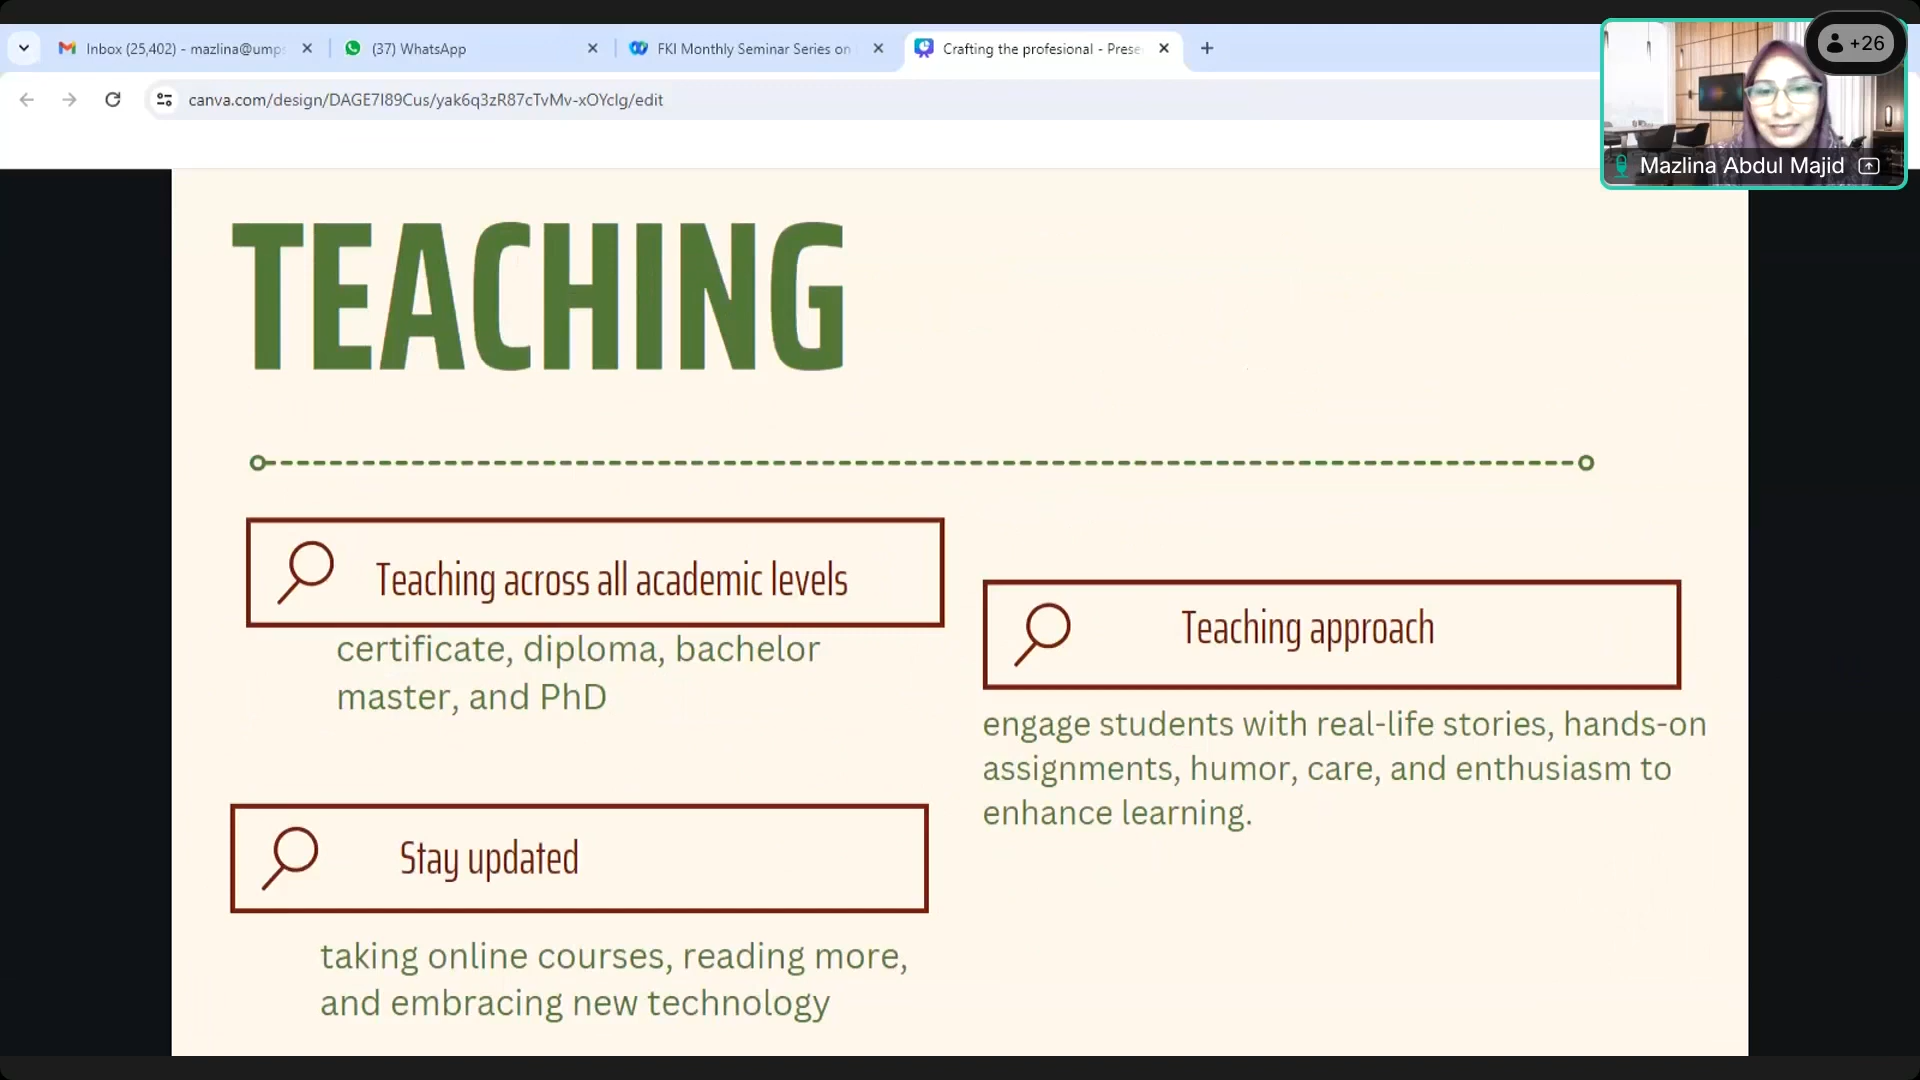 Inbox (25,402) - mazlina@ump
(37) WhatsApp
FKI Monthly Seminar Series on
Crafting the profesional - Prese
+26
canva.com/design/DAGE7I89Cus/yak6q3zR87cTvMv-xOYcIg/edit
Mazlina Abdul Majid
TEACHING
Teaching across all academic levels
certificate, diploma, bachelor
master, and PhD
Teaching approach
engage students with real-life stories, hands-on
assignments, humor, care, and enthusiasm to
enhance learning.
Stay updated
taking online courses, reading more,
and embracing new technology